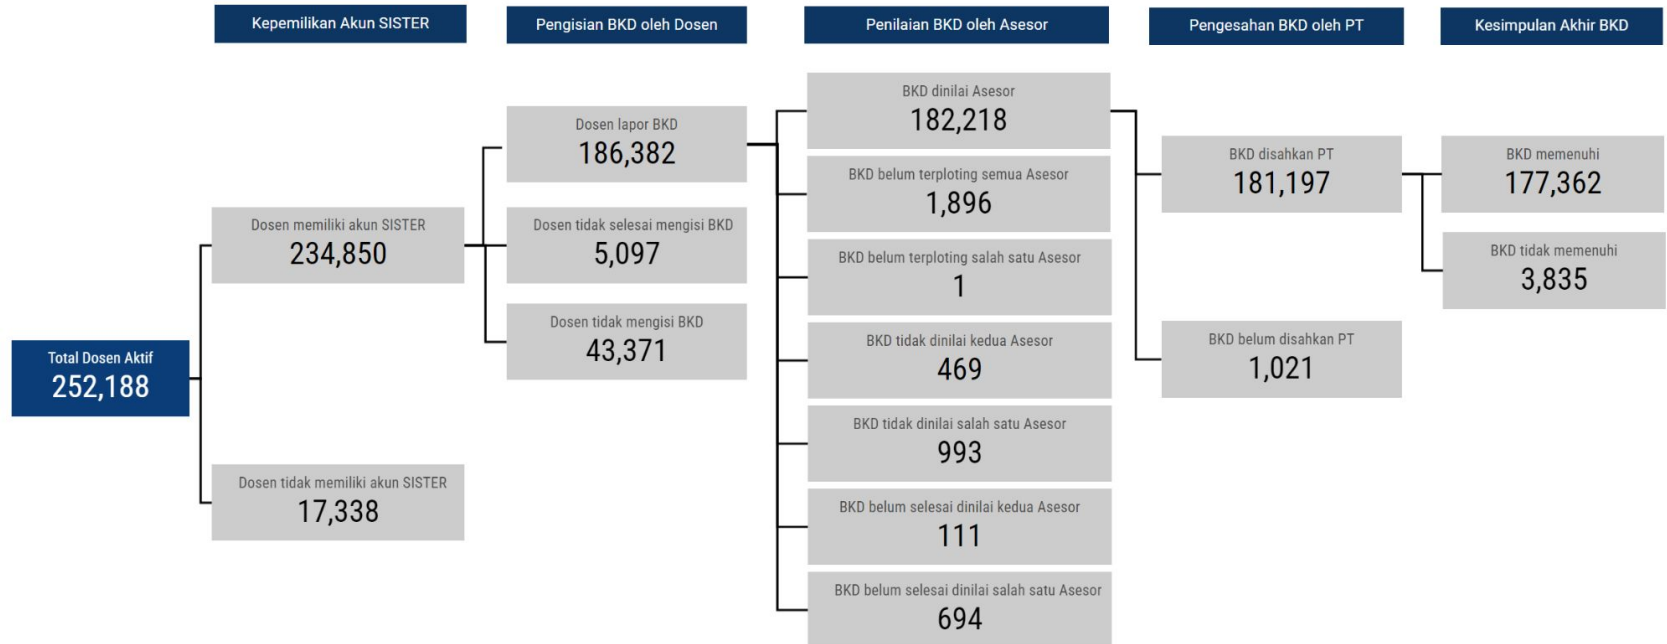 Kepemilikan Akun SISTER
Pengisian BKD oleh Dosen
Penilaian BKD oleh Asesor
Pengesahan BKD oleh PT
Kesimpulan Akhir BKD
Total Dosen Aktif
252,188
Dosen memiliki akun SISTER
234,850
Dosen tidak memiliki akun SISTER
17,338
Dosen lapor BKD
186,382
Dosen tidak selesai mengisi BKD
5,097
Dosen tidak mengisi BKD
43,371
BKD dinilai Asesor
182,218
BKD belum terploting semua Asesor
1,896
BKD belum terploting salah satu Asesor
1
BKD tidak dinilai kedua Asesor
469
BKD tidak dinilai salah satu Asesor
993
BKD belum selesai dinilai kedua Asesor
111
BKD belum selesai dinilai salah satu Asesor
694
BKD disahkan PT
181,197
BKD belum disahkan PT
1,021
BKD memenuhi
177,362
BKD tidak memenuhi
3,835